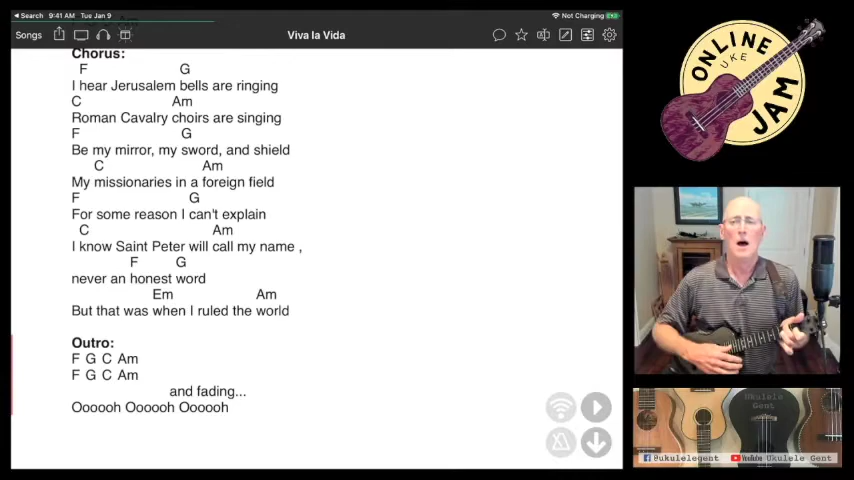 Search 9:41 AM Tue Jan 9 Not Charging
Songs Viva la Vida
Chorus:
F G
I hear Jerusalem bells are ringing
C Am
Roman Cavalry choirs are singing
F G
Be my mirror, my sword, and shield
C Am
My missionaries in a foreign field
F G
For some reason I can't explain
C Am
I know Saint Peter will call my name ,
F G
never an honest word
Em Am
But that was when I ruled the world
Outro:
F G C Am
F G C Am
and fading...
Oooooh Oooooh Oooooh
ONLINE
UKE
JAM
Ukulele
Gent
@ukulelegent YouTube Ukulele Gent